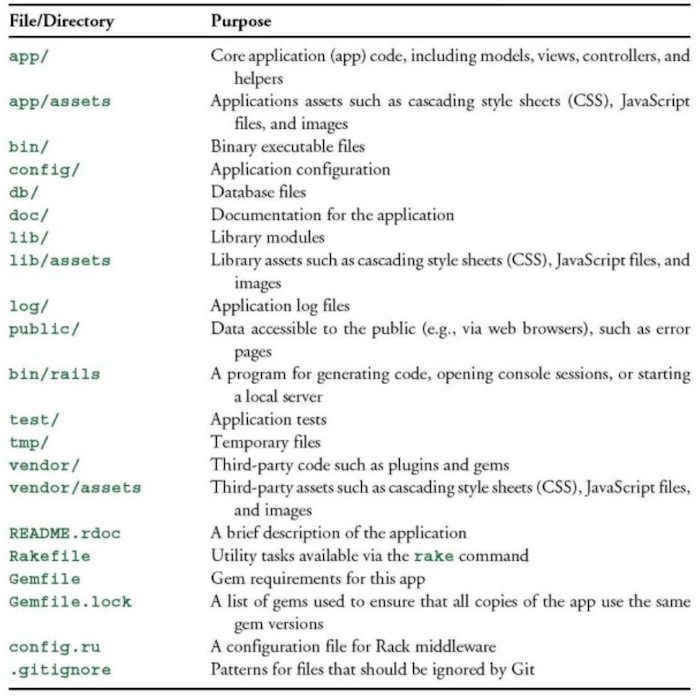 File/Directory Purpose
app/ Core application (app) code, including models, views, controllers, and
helpers
app/assets Applications assets such as cascading style sheets (CSS), JavaScript
files, and images
bin/ Binary executable files
config/ Application configuration
db/ Database files
doc/ Documentation for the application
lib/ Library modules
lib/assets Library assets such as cascading style sheets (CSS), JavaScript files, and
images
log/ Application log files
public/ Data accessible to the public (e.g., via web browsers), such as error
pages
bin/rails A program for generating code, opening console sessions, or starting
a local server
test/ Application tests
tmp/ Temporary files
vendor/ Third-party code such as plugins and gems
vendor/assets Third-party assets such as cascading style sheets (CSS), JavaScript files,
and images
README.rdoc A brief description of the application
Rakefile Utility tasks available via the rake command
Gemfile Gem requirements for this app
Gemfile.lock A list of gems used to ensure that all copies of the app use the same
gem versions
config.ru A configuration file for Rack middleware
.gitignore Patterns for files that should be ignored by Git